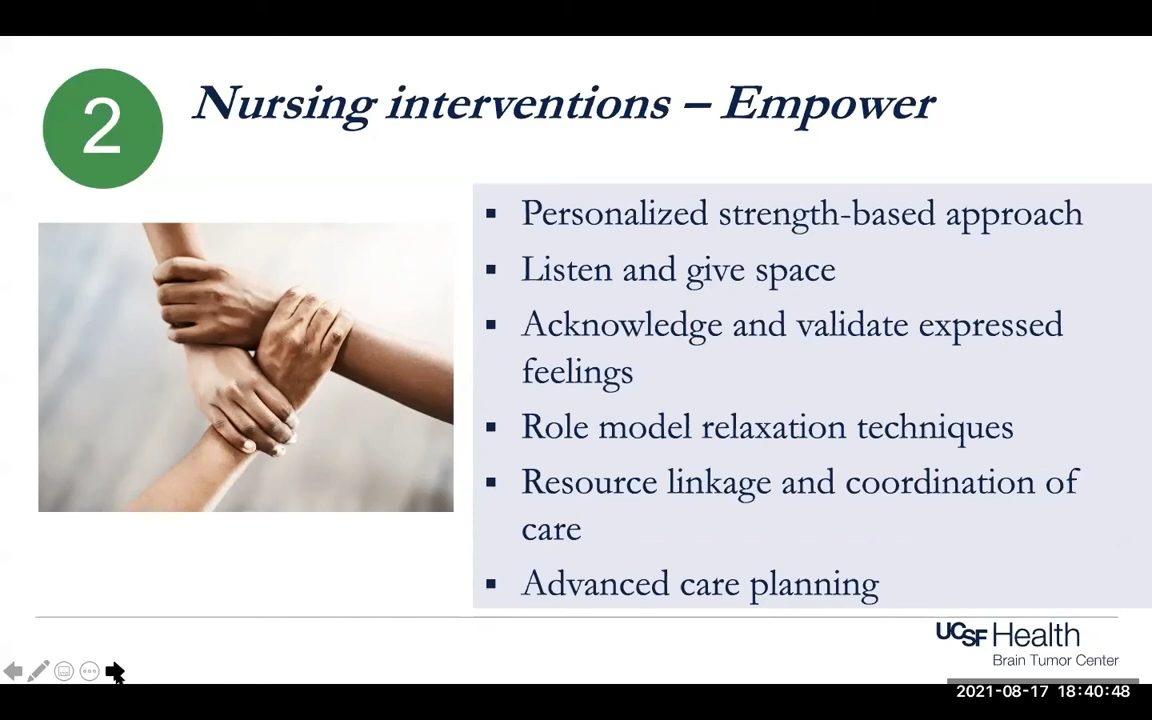 2
Nursing interventions – Empower
▪ Personalized strength-based approach
▪ Listen and give space
▪ Acknowledge and validate expressed
feelings
▪ Role model relaxation techniques
▪ Resource linkage and coordination of
care
▪ Advanced care planning
UCSF Health
Brain Tumor Center
2021-08-17 18:40:48